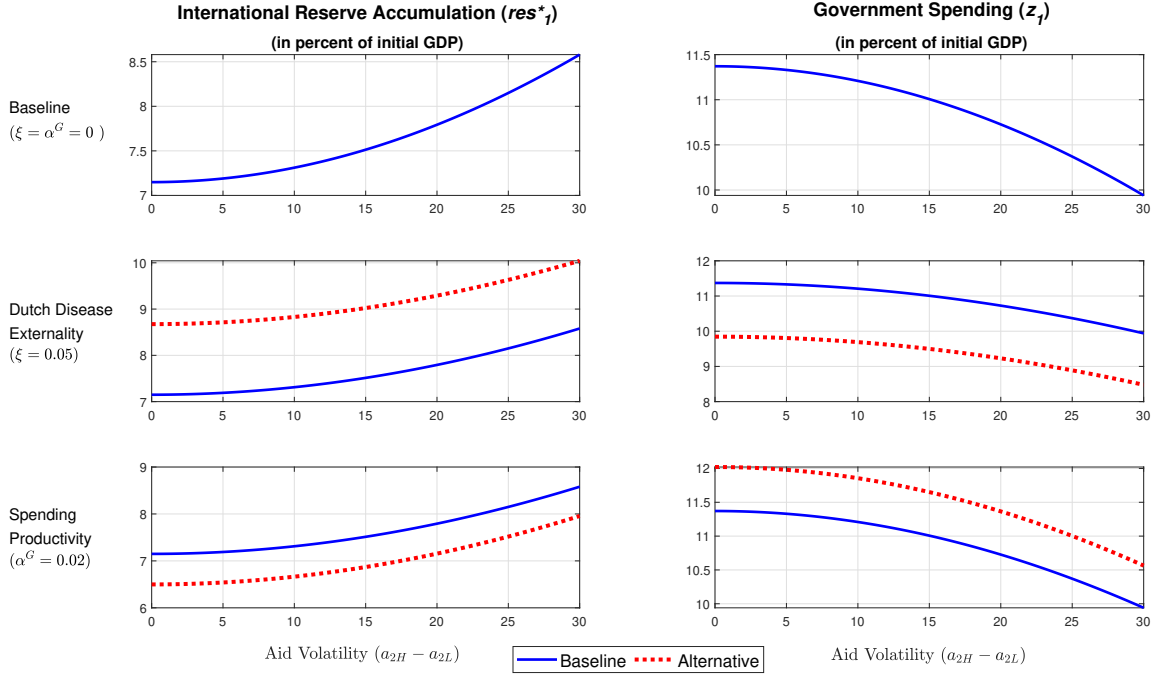 International Reserve Accumulation (res*1)
(in percent of initial GDP)
Government Spending (z1)
(in percent of initial GDP)
Baseline
(ξ = α^G = 0 )
8.5
8
7.5
7
0 5 10 15 20 25 30
11.5
11
10.5
10
0 5 10 15 20 25 30
Dutch Disease
Externality
(ξ = 0.05)
10
9
8
7
0 5 10 15 20 25 30
12
11
10
9
8
0 5 10 15 20 25 30
Spending
Productivity
(α^G = 0.02)
9
8
7
6
0 5 10 15 20 25 30
12
11.5
11
10.5
10
0 5 10 15 20 25 30
Aid Volatility (a2H − a2L)
Baseline Alternative
Aid Volatility (a2H − a2L)